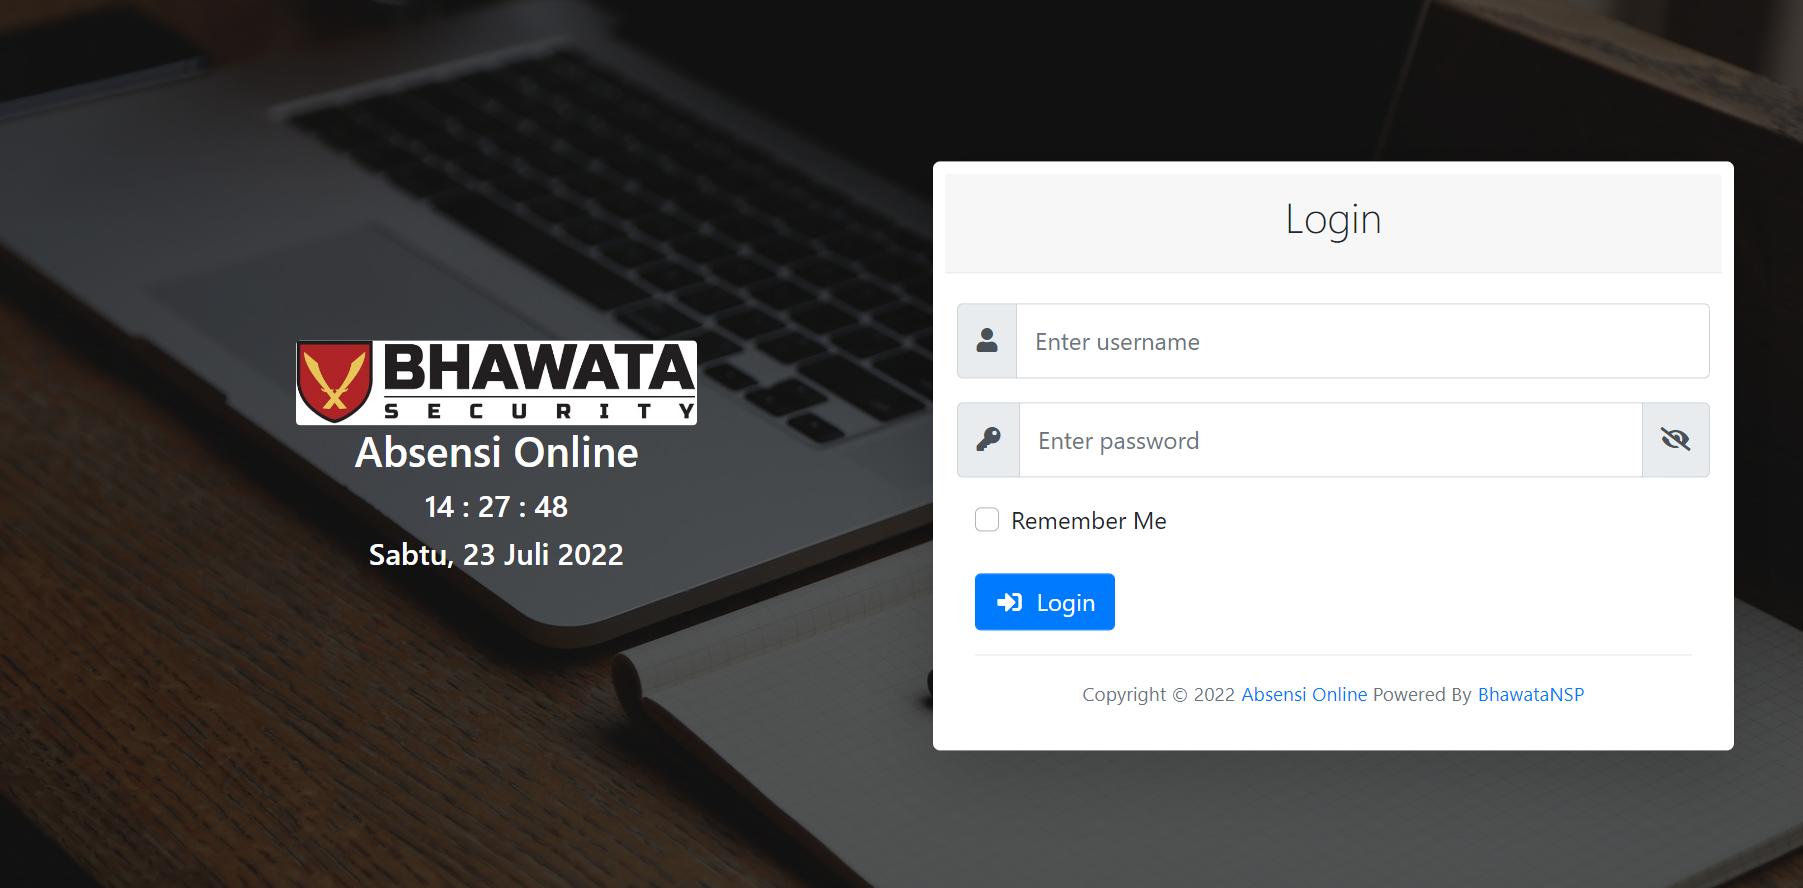 BHAWATA
SECURITY
Absensi Online
14 : 27 : 48
Sabtu, 23 Juli 2022
Login
Enter username
Enter password
Remember Me
Login
Copyright © 2022 Absensi Online Powered By BhawataNSP